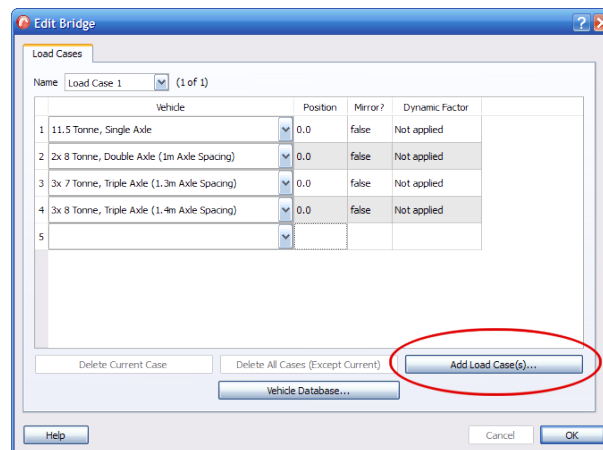 Edit Bridge
Load Cases
Name Load Case 1 (1 of 1)
Vehicle Position Mirror? Dynamic Factor
1 11.5 Tonne, Single Axle 0.0 false Not applied
2 2x 8 Tonne, Double Axle (1m Axle Spacing) 0.0 false Not applied
3 3x 7 Tonne, Triple Axle (1.3m Axle Spacing) 0.0 false Not applied
4 3x 8 Tonne, Triple Axle (1.4m Axle Spacing) 0.0 false Not applied
5
Delete Current Case Delete All Cases (Except Current) Add Load Case(s)...
Vehicle Database...
Help Cancel OK